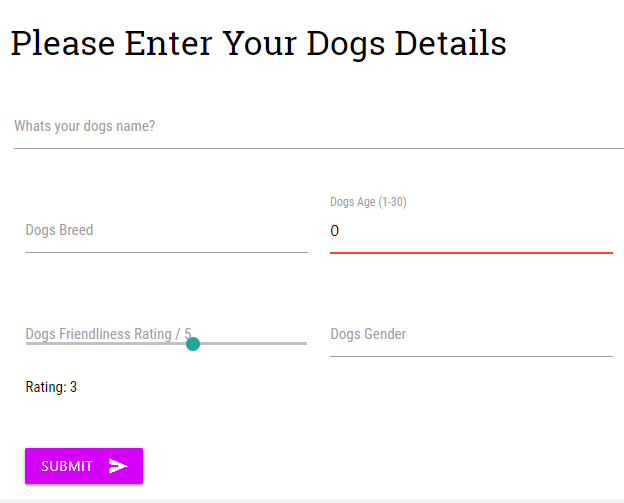 Please Enter Your Dogs Details
Whats your dogs name?
Dogs Breed
Dogs Age (1-30)
0
Dogs Friendliness Rating / 5
Dogs Gender
Rating: 3
SUBMIT